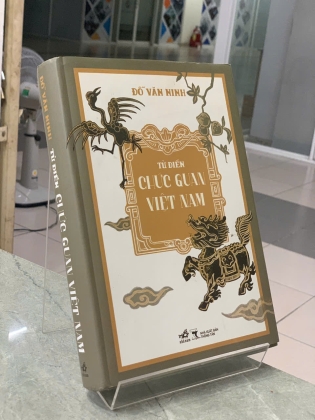 ĐỖ VĂN NINH
TỪ ĐIỂN
CHỨC QUAN
VIỆT NAM
ĐỖ VĂN NINH
TỪ ĐIỂN
CHỨC QUAN VIỆT NAM